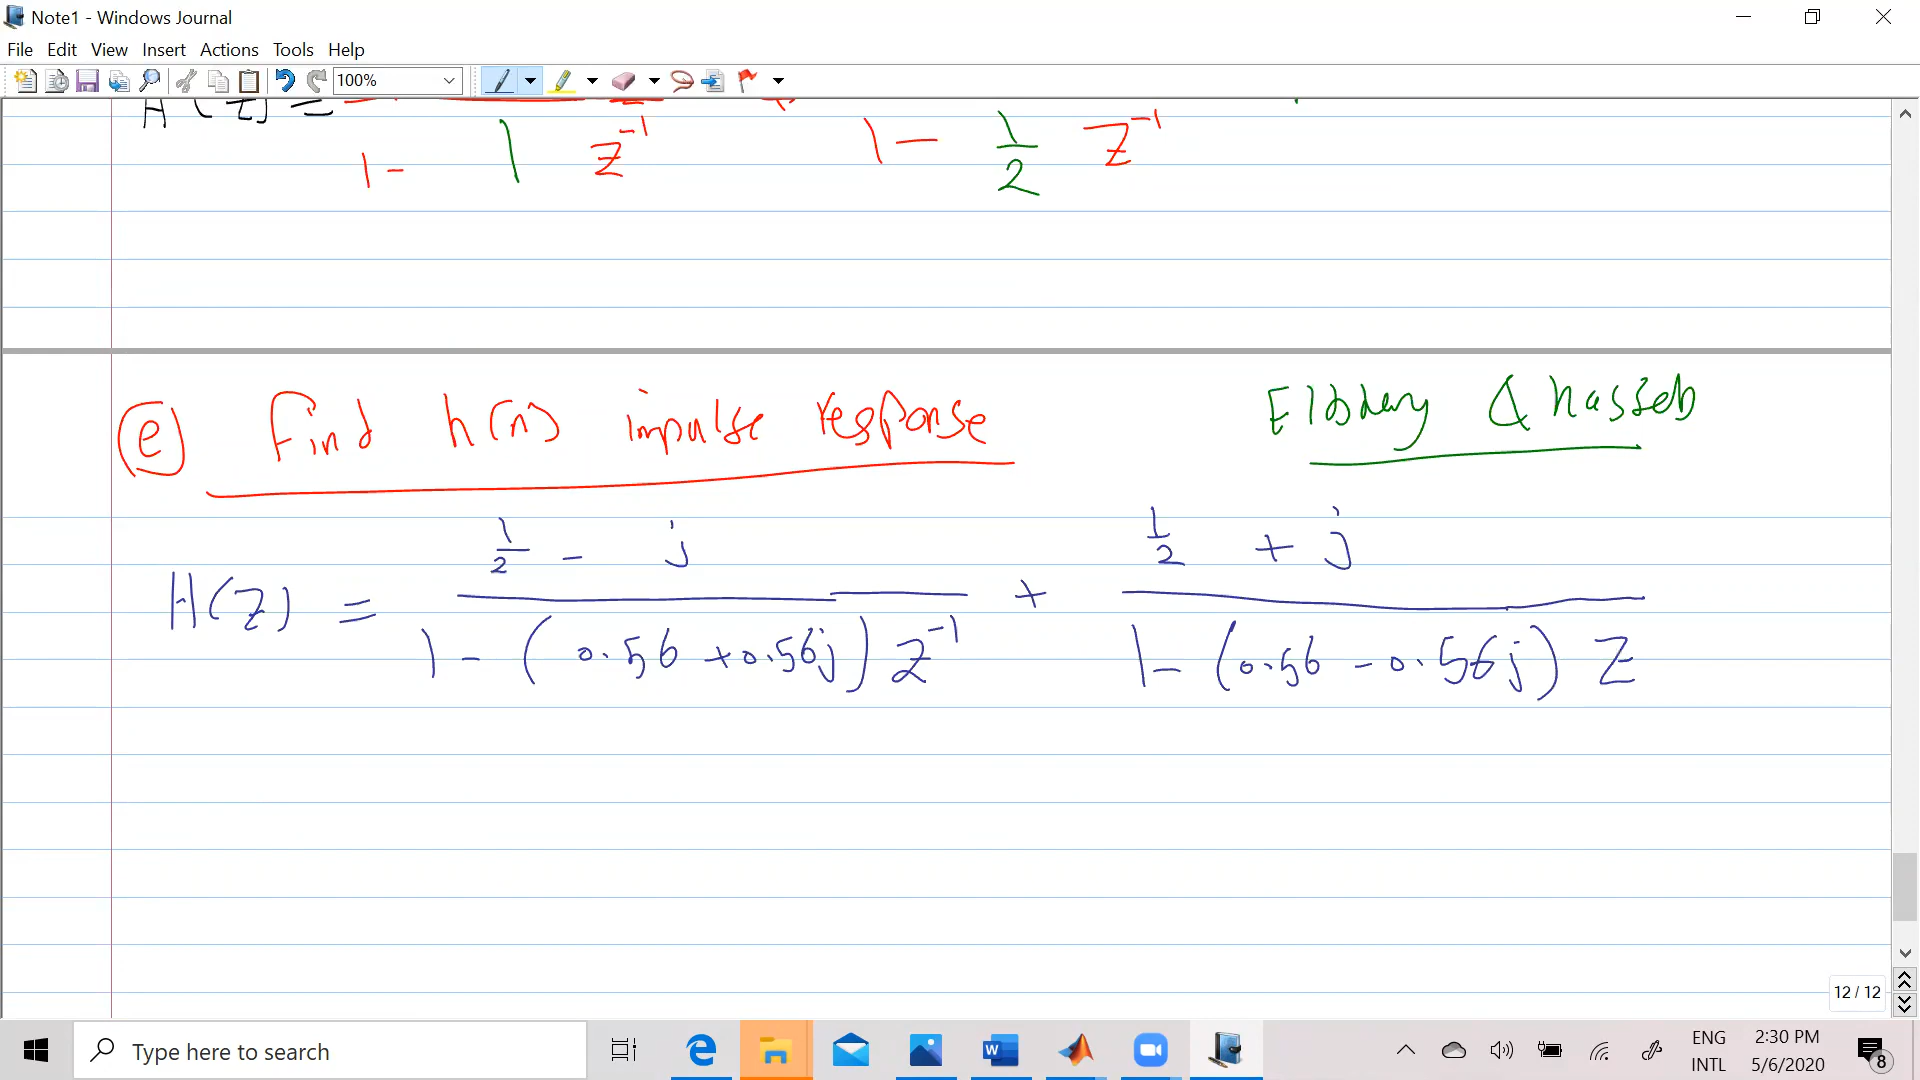 Note1 - Windows Journal
File Edit View Insert Actions Tools Help
100%
H(z) =
1 - 1 z⁻¹ 1 - 1/2 z⁻¹
(e) Find h(n) impulse response
H(z) = (1/2 - j)/(1 - (0.56 + 0.56j) z⁻¹) + (1/2 + j)/(1 - (0.56 - 0.56j) z)
12 / 12
Type here to search
ENG
INTL
2:30 PM
5/6/2020
8